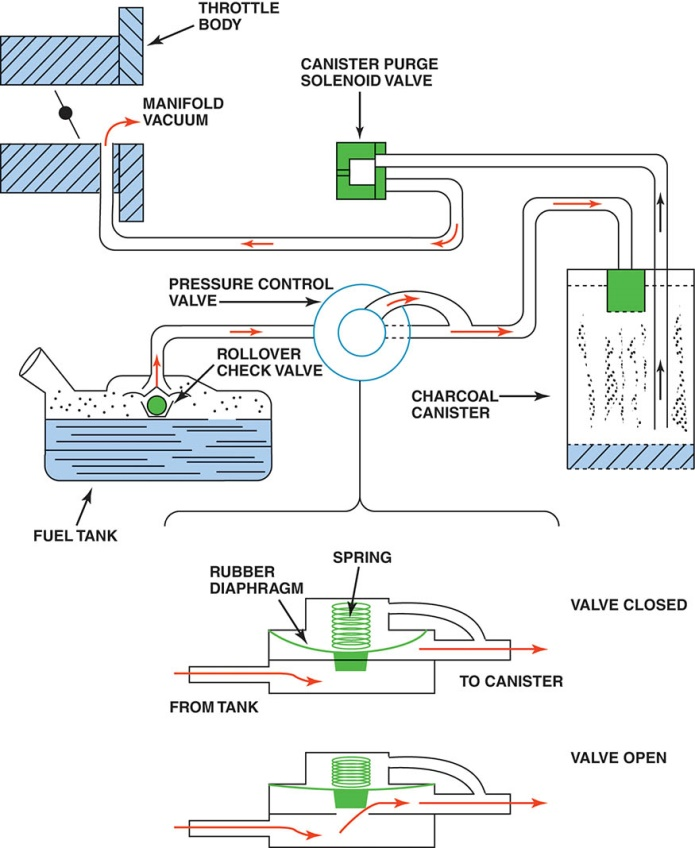 THROTTLE
BODY
CANISTER PURGE
SOLENOID VALVE
MANIFOLD
VACUUM
PRESSURE CONTROL
VALVE
ROLLOVER
CHECK VALVE
CHARCOAL
CANISTER
FUEL TANK
SPRING
RUBBER
DIAPHRAGM
VALVE CLOSED
TO CANISTER
FROM TANK
VALVE OPEN